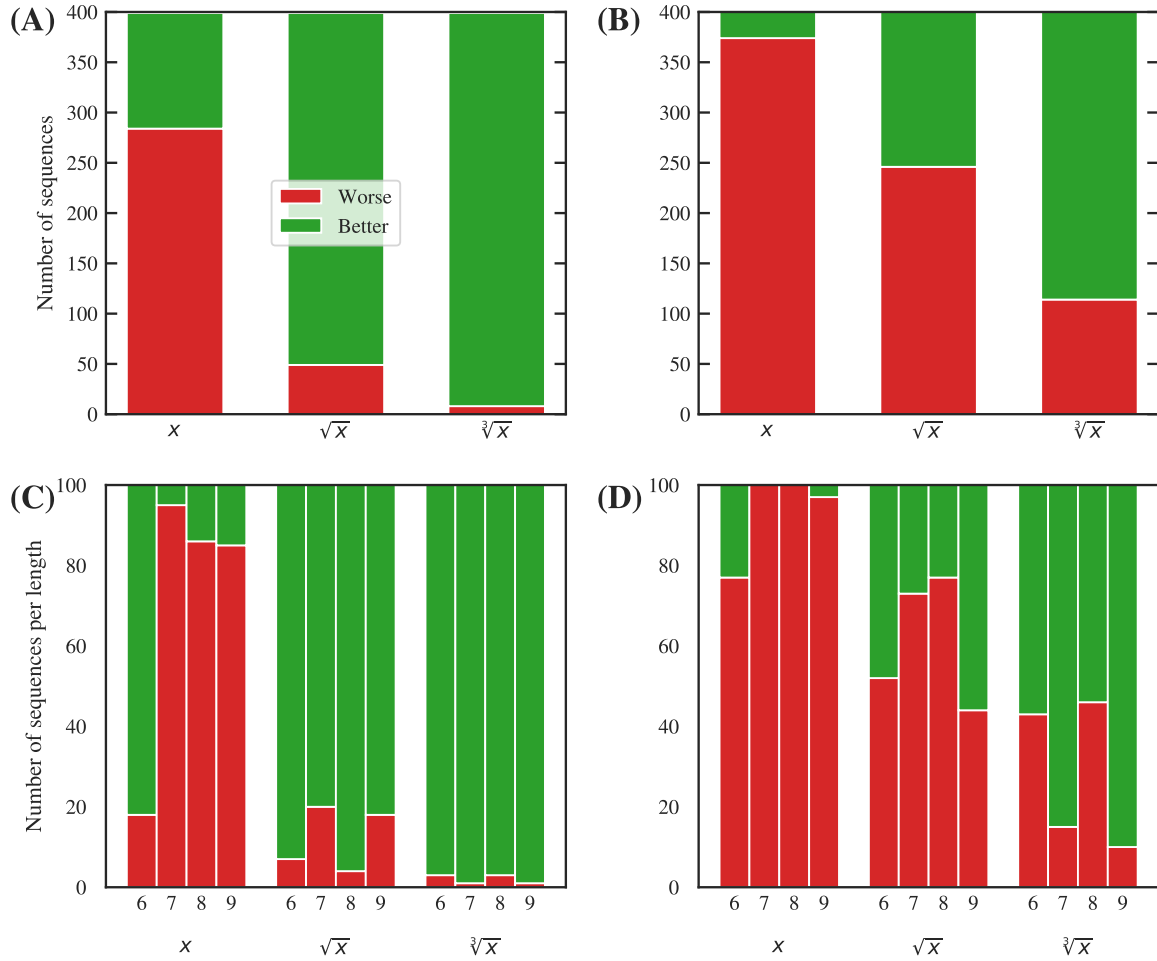 (A)
Number of sequences
400
350
300
250
200
150
100
50
0
Worse
Better
x
√x
∛x
(B)
400
350
300
250
200
150
100
50
0
x
√x
∛x
(C)
Number of sequences per length
100
80
60
40
20
0
6 7 8 9 6 7 8 9 6 7 8 9
x √x ∛x
(D)
100
80
60
40
20
0
6 7 8 9 6 7 8 9 6 7 8 9
x √x ∛x